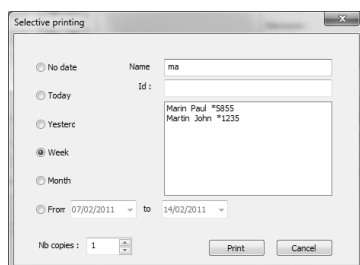 Selective printing
No date
Name
ma
Today
Id :
Marin Paul *5855
Martin John *1235
Yesterd
Week
Month
From 07/02/2011 to 14/02/2011
Nb copies : 1
Print
Cancel